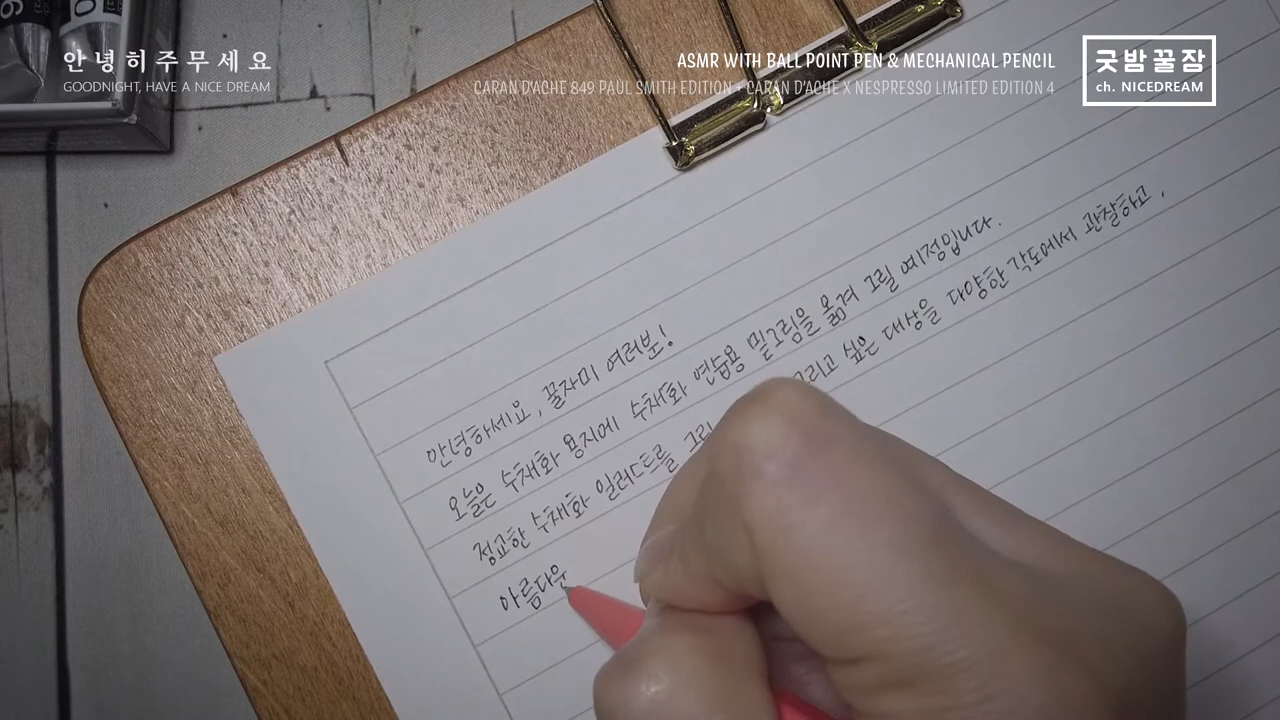 안녕히주무세요
GOODNIGHT, HAVE A NICE DREAM
ASMR WITH BALL POINT PEN & MECHANICAL PENCIL
CARAN D'ACHE 849 PAUL SMITH EDITION + CARAN D'ACHE X NESPRESSO LIMITED EDITION 4
굿밤꿀잠
ch. NICEDREAM
안녕하세요, 꿀자미 여러분!
오늘은 수채화 용지에 수채화 연습용 밑그림을 옮겨 그릴 예정입니다.
정교한 수채화 일러스트를 그릴 그리고 싶은 대상을 다양한 각도에서 관찰하고,
아름다운